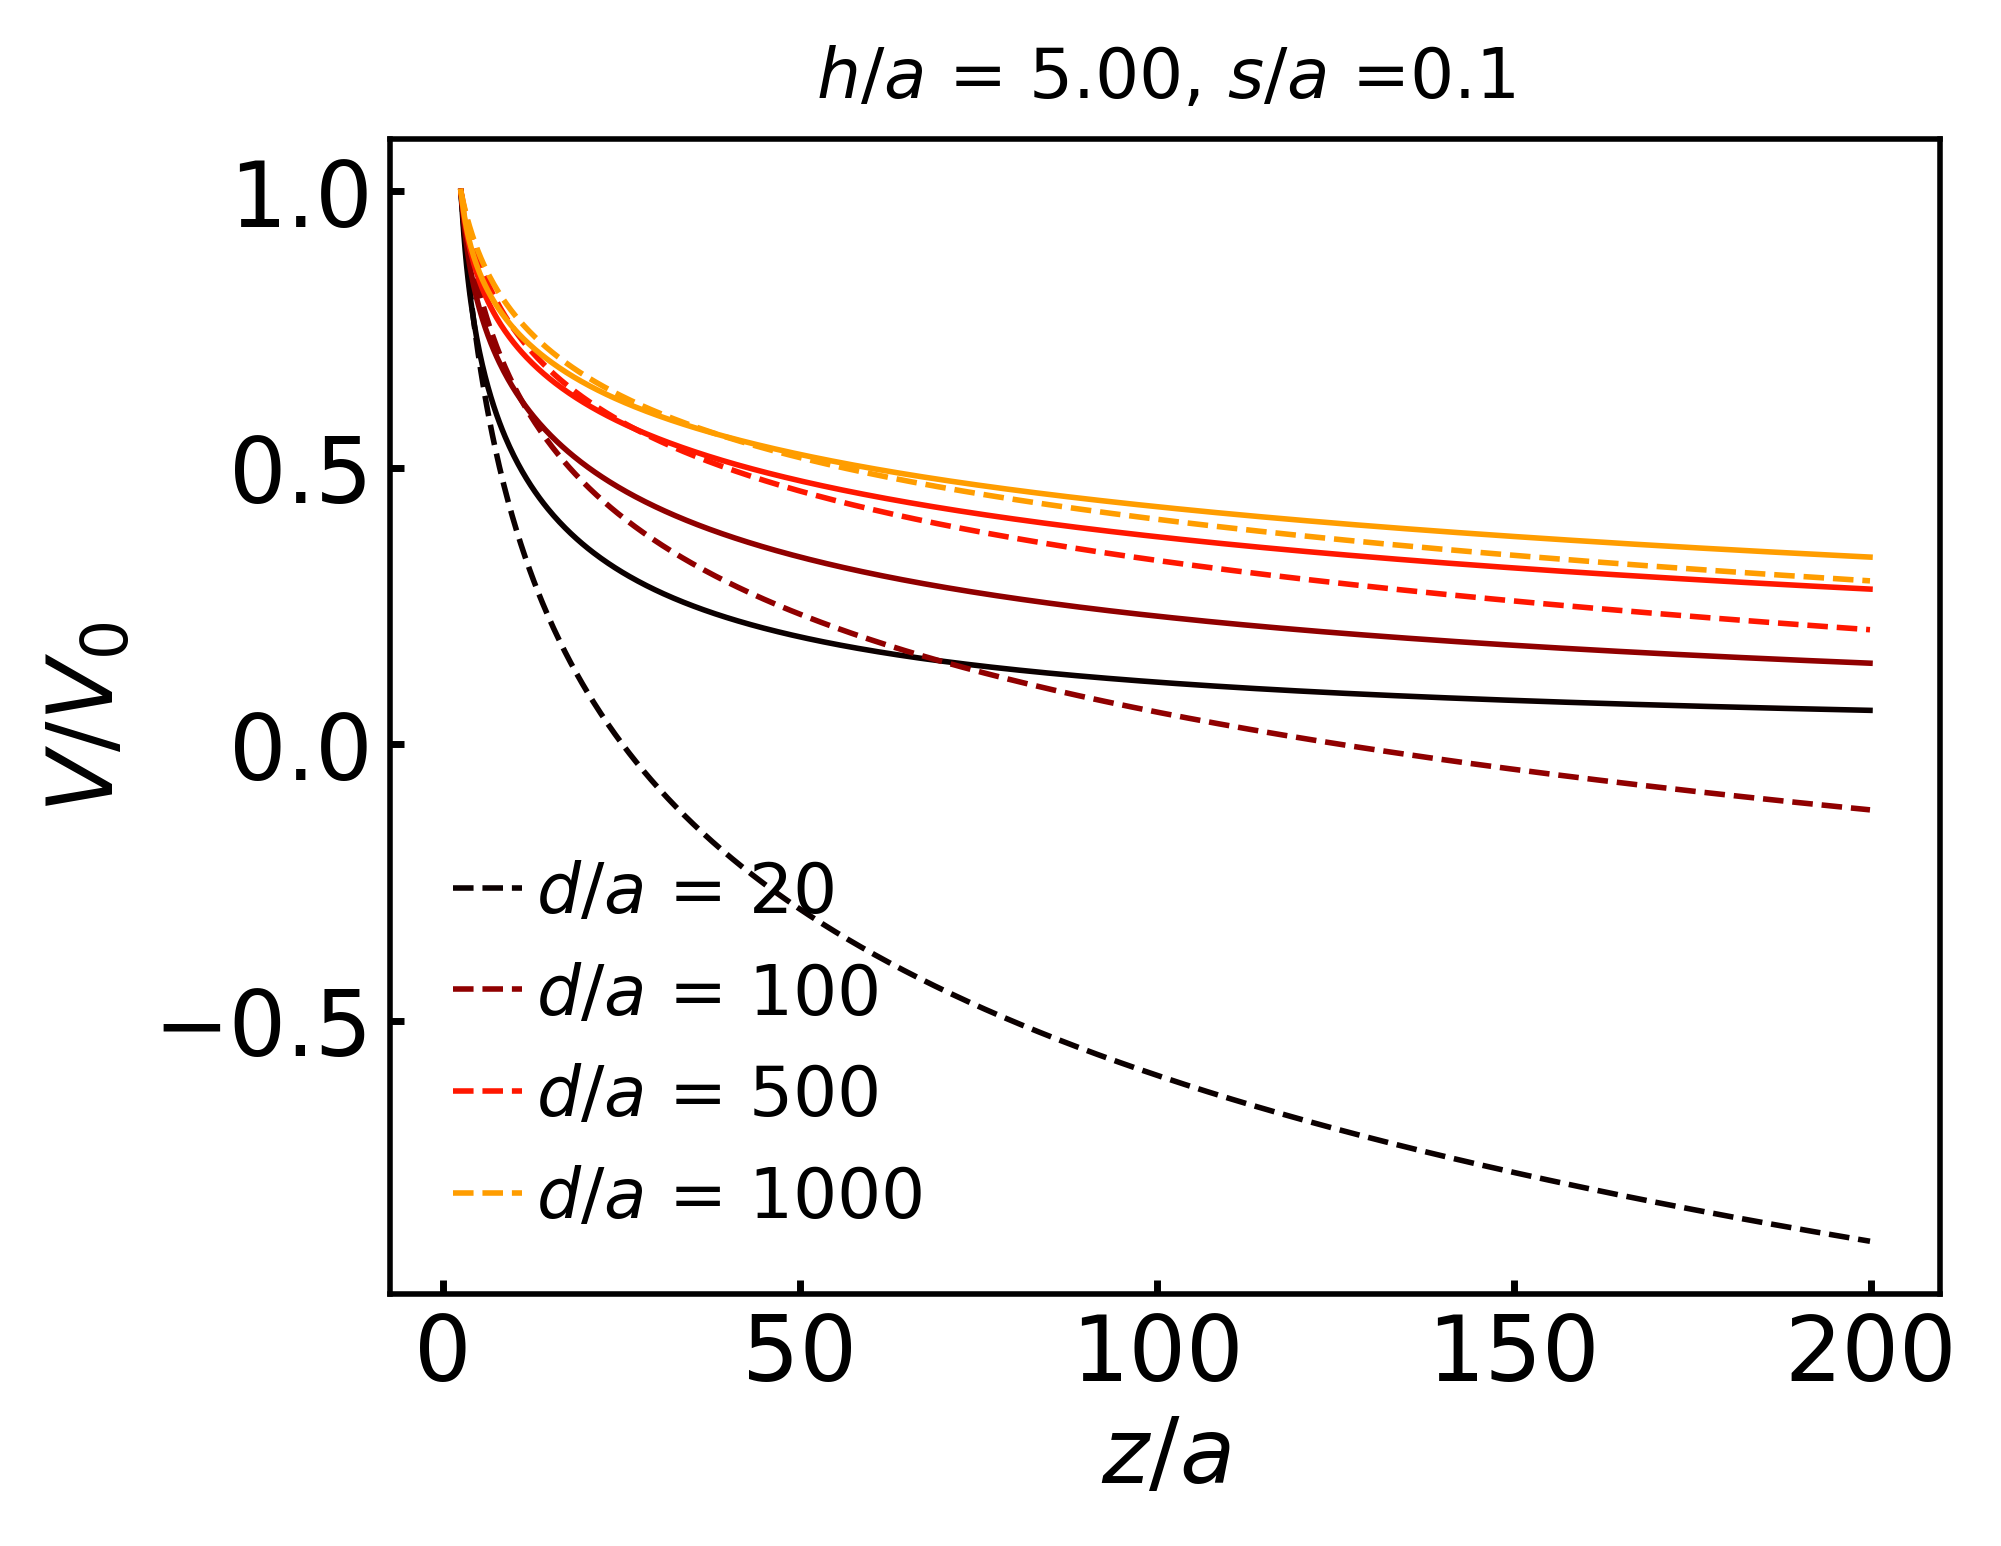 h/a = 5.00, s/a =0.1
V/V₀
1.0
0.5
0.0
−0.5
d/a = 20
d/a = 100
d/a = 500
d/a = 1000
0 50 100 150 200
z/a